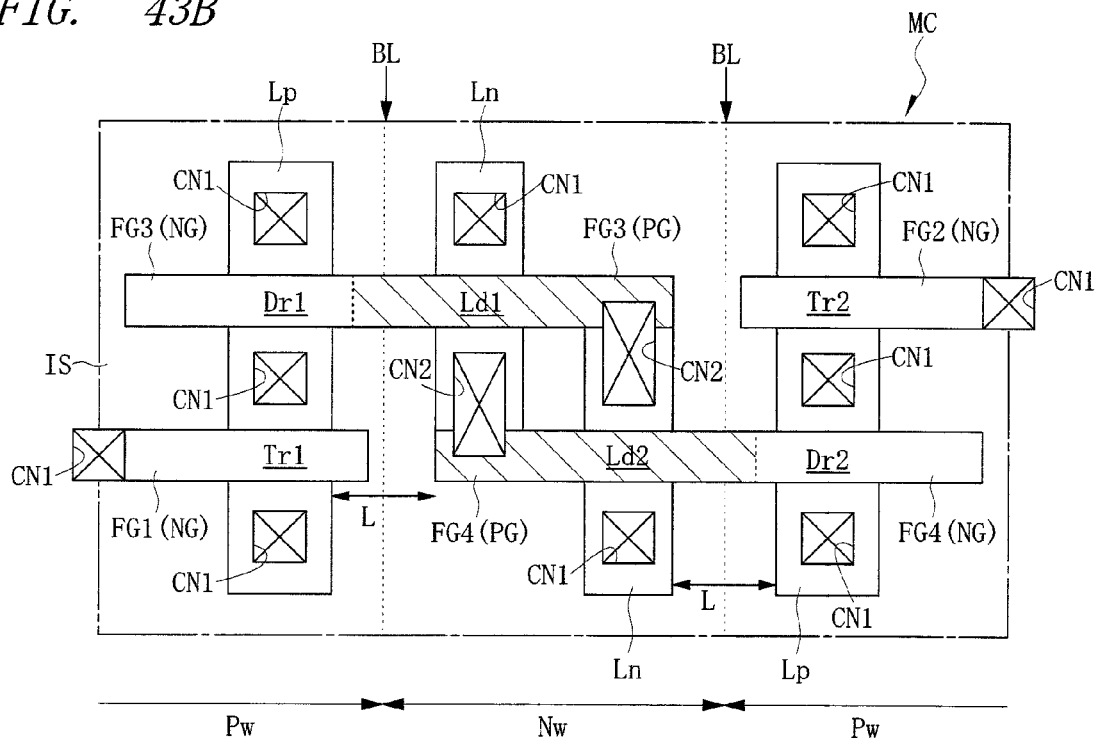 FIG. 43B
MC
BL
BL
Lp
Ln
CN1
CN1
CN1
FG3(NG)
FG3(PG)
FG2(NG)
CN1
Dr1
Ld1
Tr2
IS
CN1
CN2
CN2
CN1
CN1
Tr1
Ld2
Dr2
FG1(NG)
L
FG4(PG)
FG4(NG)
CN1
CN1
L
CN1
Ln
Lp
Pw
Nw
Pw